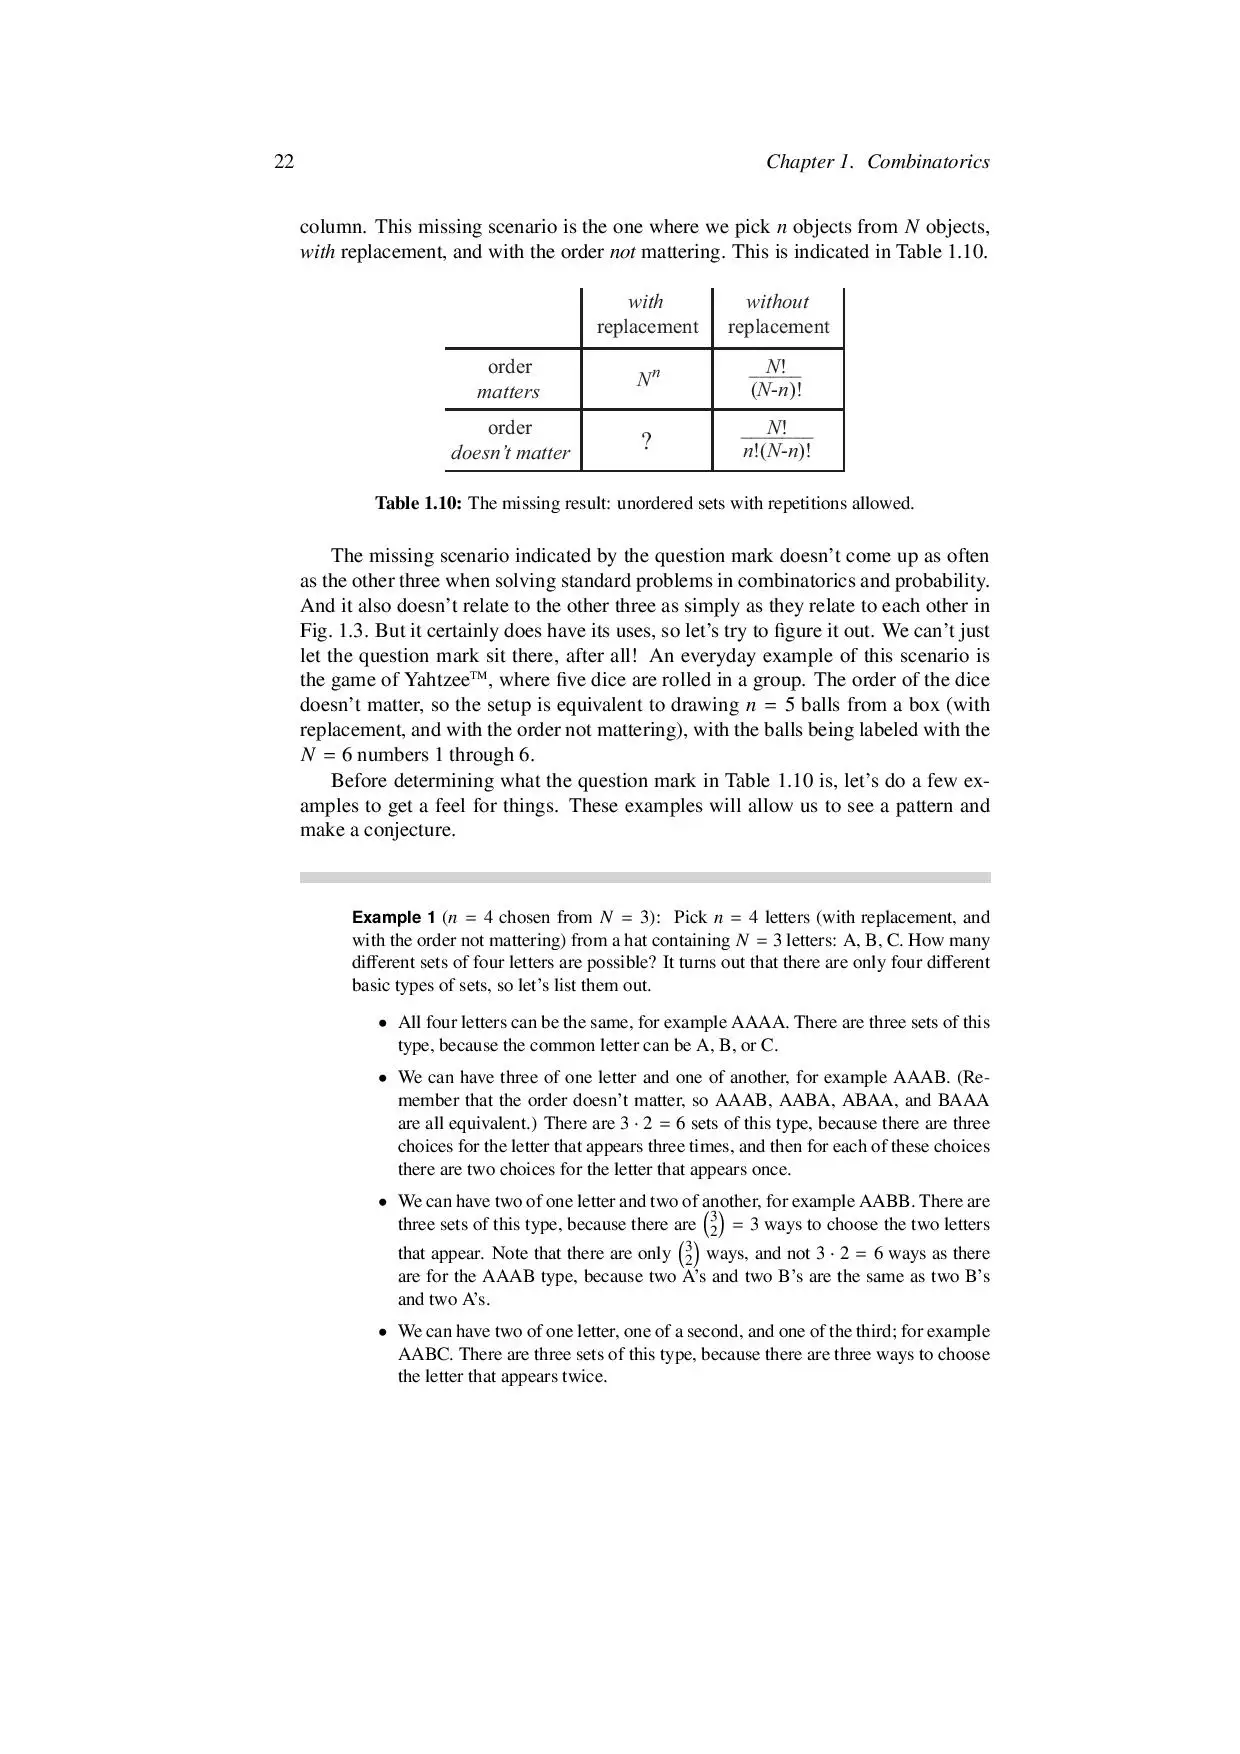 22 Chapter 1. Combinatorics
column. This missing scenario is the one where we pick n objects from N objects,
with replacement, and with the order not mattering. This is indicated in Table 1.10.
with without
replacement replacement
order
matters
Nⁿ
N!
(N-n)!
order
doesn’t matter
?
N!
n!(N-n)!
Table 1.10: The missing result: unordered sets with repetitions allowed.
The missing scenario indicated by the question mark doesn’t come up as often
as the other three when solving standard problems in combinatorics and probability.
And it also doesn’t relate to the other three as simply as they relate to each other in
Fig. 1.3. But it certainly does have its uses, so let’s try to figure it out. We can’t just
let the question mark sit there, after all! An everyday example of this scenario is
the game of Yahtzee™, where five dice are rolled in a group. The order of the dice
doesn’t matter, so the setup is equivalent to drawing n = 5 balls from a box (with
replacement, and with the order not mattering), with the balls being labeled with the
N = 6 numbers 1 through 6.
Before determining what the question mark in Table 1.10 is, let’s do a few ex-
amples to get a feel for things. These examples will allow us to see a pattern and
make a conjecture.
Example 1 (n = 4 chosen from N = 3): Pick n = 4 letters (with replacement, and
with the order not mattering) from a hat containing N = 3 letters: A, B, C. How many
different sets of four letters are possible? It turns out that there are only four different
basic types of sets, so let’s list them out.
• All four letters can be the same, for example AAAA. There are three sets of this
type, because the common letter can be A, B, or C.
• We can have three of one letter and one of another, for example AAAB. (Re-
member that the order doesn’t matter, so AAAB, AABA, ABAA, and BAAA
are all equivalent.) There are 3 · 2 = 6 sets of this type, because there are three
choices for the letter that appears three times, and then for each of these choices
there are two choices for the letter that appears once.
• We can have two of one letter and two of another, for example AABB. There are
three sets of this type, because there are (3 2) = 3 ways to choose the two letters
that appear. Note that there are only (3 2) ways, and not 3 · 2 = 6 ways as there
are for the AAAB type, because two A’s and two B’s are the same as two B’s
and two A’s.
• We can have two of one letter, one of a second, and one of the third; for example
AABC. There are three sets of this type, because there are three ways to choose
the letter that appears twice.